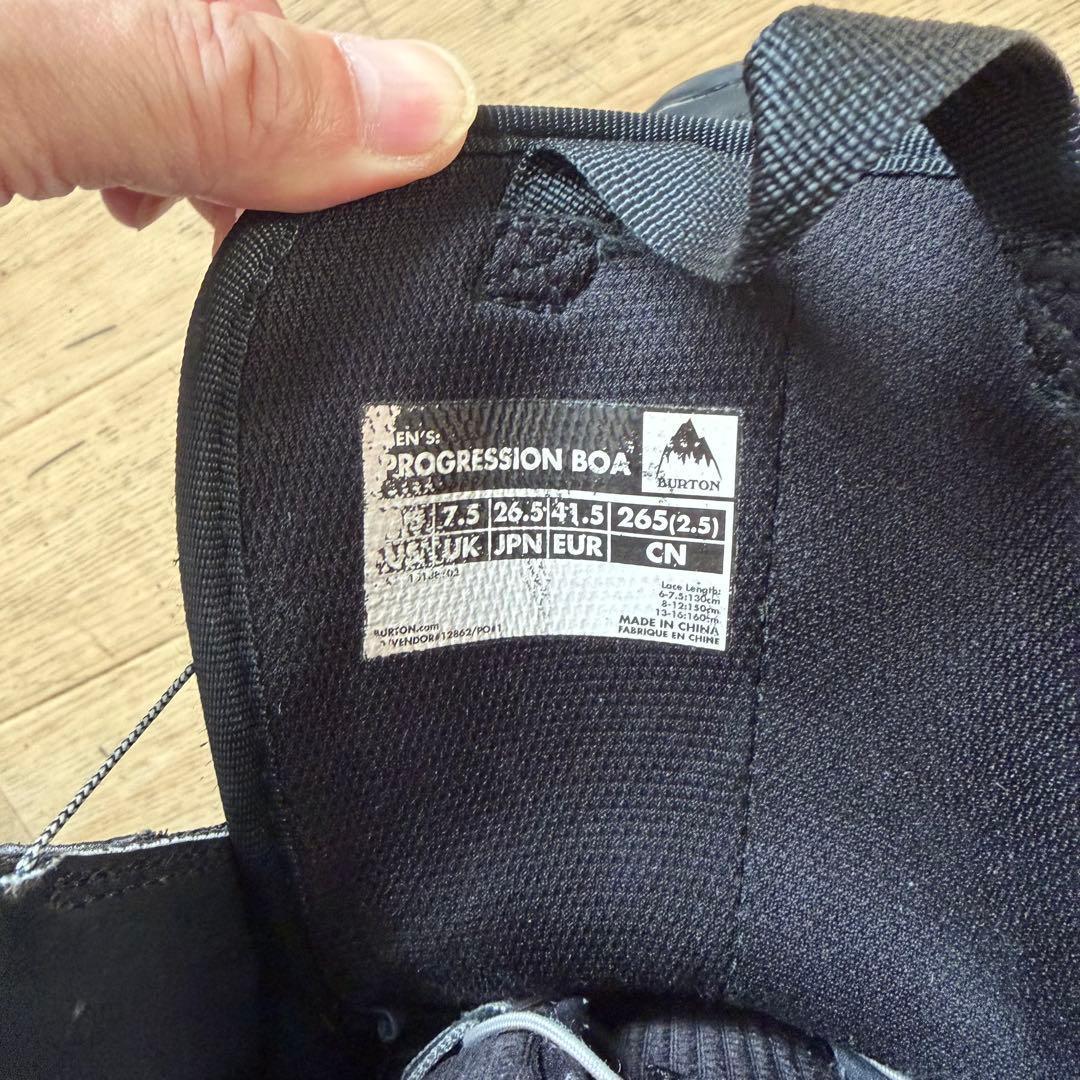 MEN'S:
PROGRESSION BOA
BURTON
7.5 26.5 41.5 265(2.5)
UK JPN EUR CN
Lace Length:
6-7.5:130cm
8-12:150cm
13-16:160cm
MADE IN CHINA
FABRIQUE EN CHINE
BURTON.com
/VENDOR#12862/PO#1